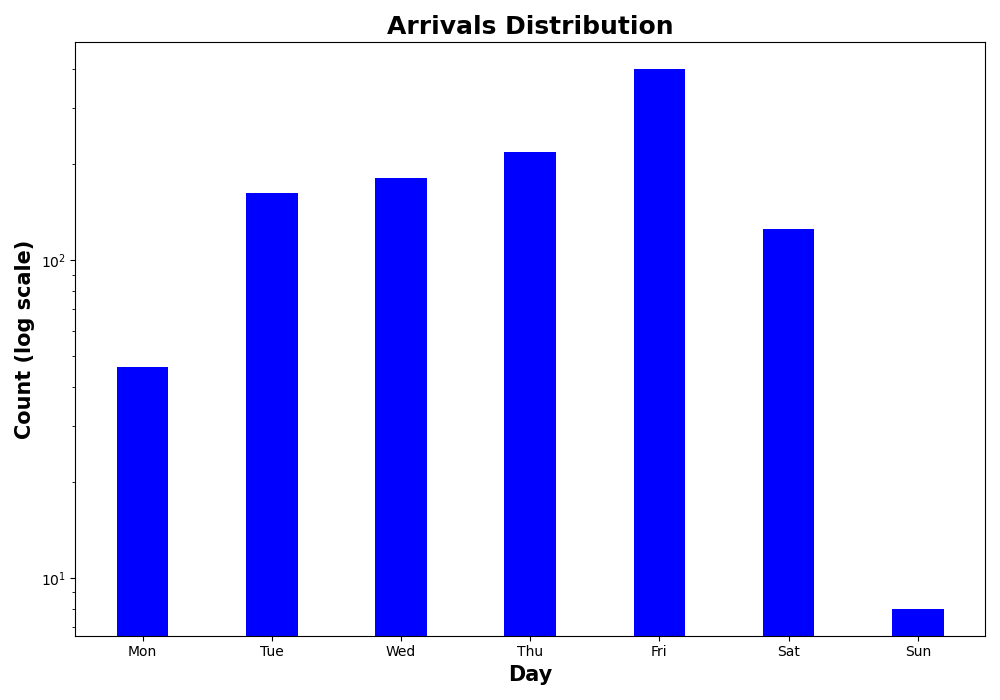 Arrivals Distribution
Count (log scale)
10²
10¹
Mon Tue Wed Thu Fri Sat Sun
Day